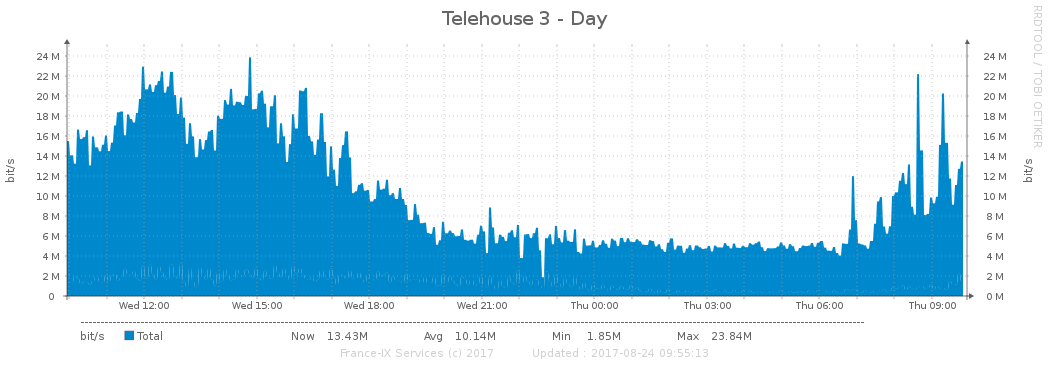 Telehouse 3 - Day
RRDTOOL / TOBI OETIKER
bit/s
24 M 24 M
22 M 22 M
20 M 20 M
18 M 18 M
16 M 16 M
14 M 14 M
12 M 12 M
10 M 10 M
8 M 8 M
6 M 6 M
4 M 4 M
2 M 2 M
0 0 M
bit/s
Wed 12:00 Wed 15:00 Wed 18:00 Wed 21:00 Thu 00:00 Thu 03:00 Thu 06:00 Thu 09:00
bit/s Total Now 13.43M Avg 10.14M Min 1.85M Max 23.84M
France-IX Services (c) 2017 Updated : 2017-08-24 09:55:13